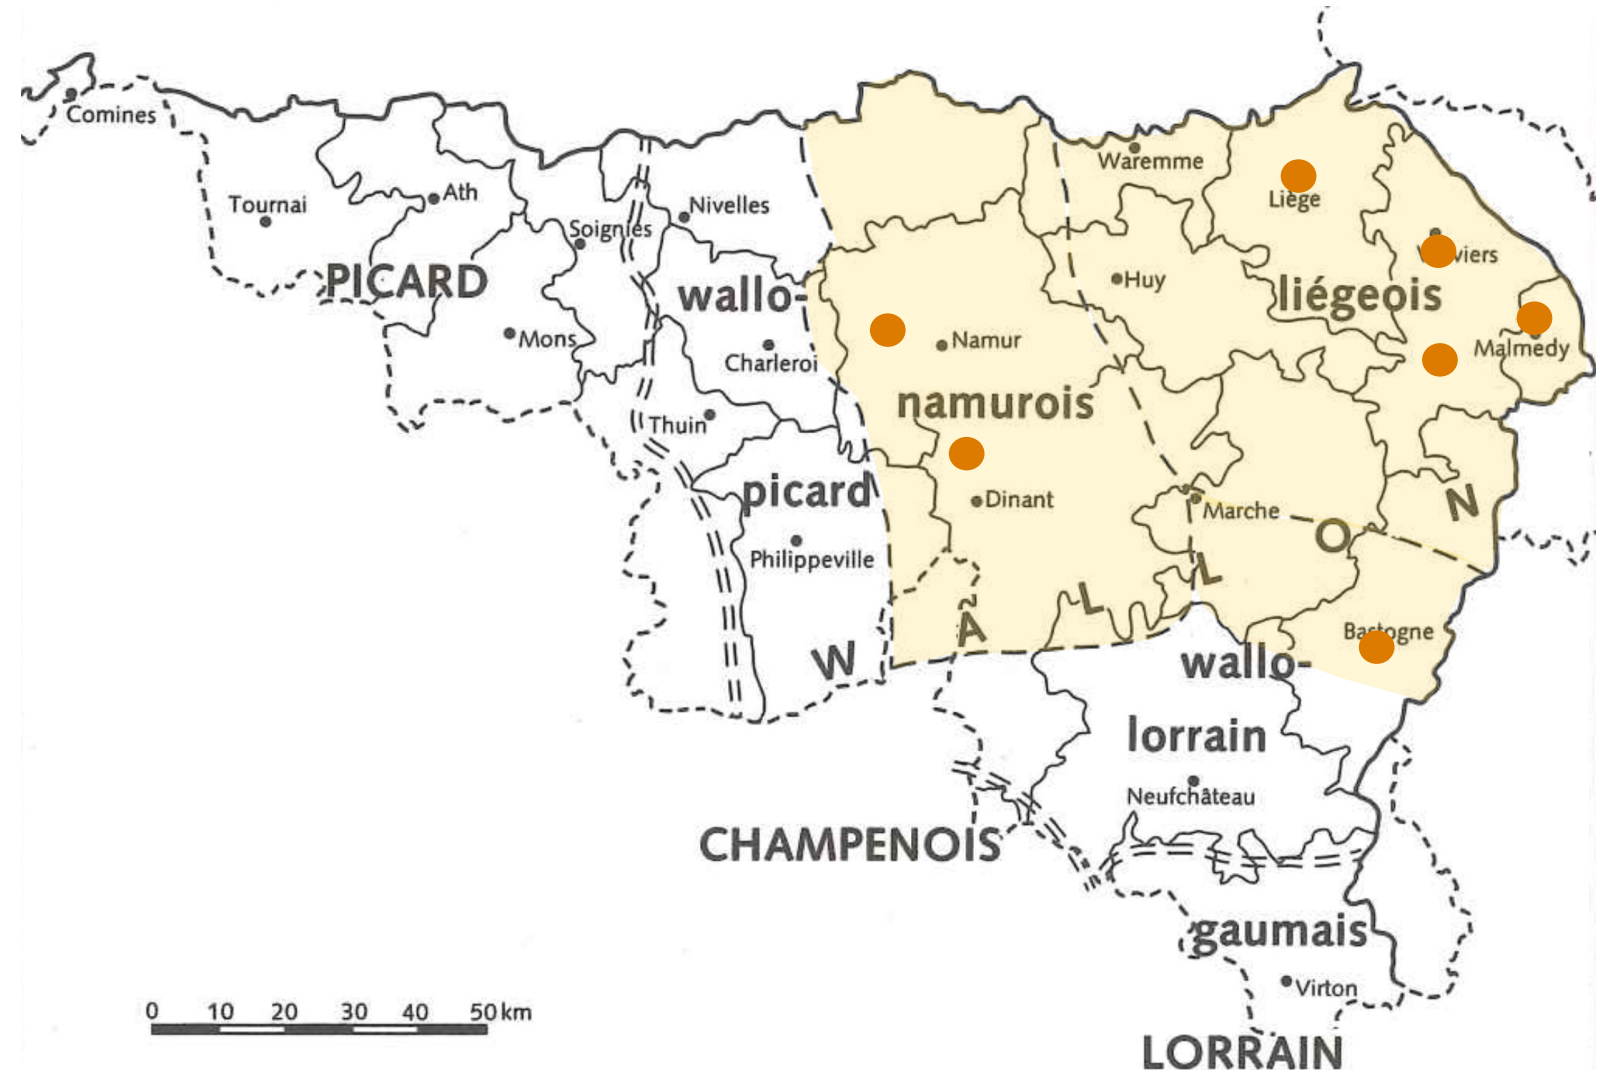 Comines
Tournai
Ath
Soignies
Nivelles
PICARD
Mons
wallo-
Charleroi
Thuin
picard
Philippeville
Waremme
Liège
Huy
liégeois
Malmedy
Namur
namurois
Dinant
Marche
W A L L O N
Bastogne
wallo-
lorrain
Neufchâteau
CHAMPENOIS
gaumais
Virton
LORRAIN
0 10 20 30 40 50 km